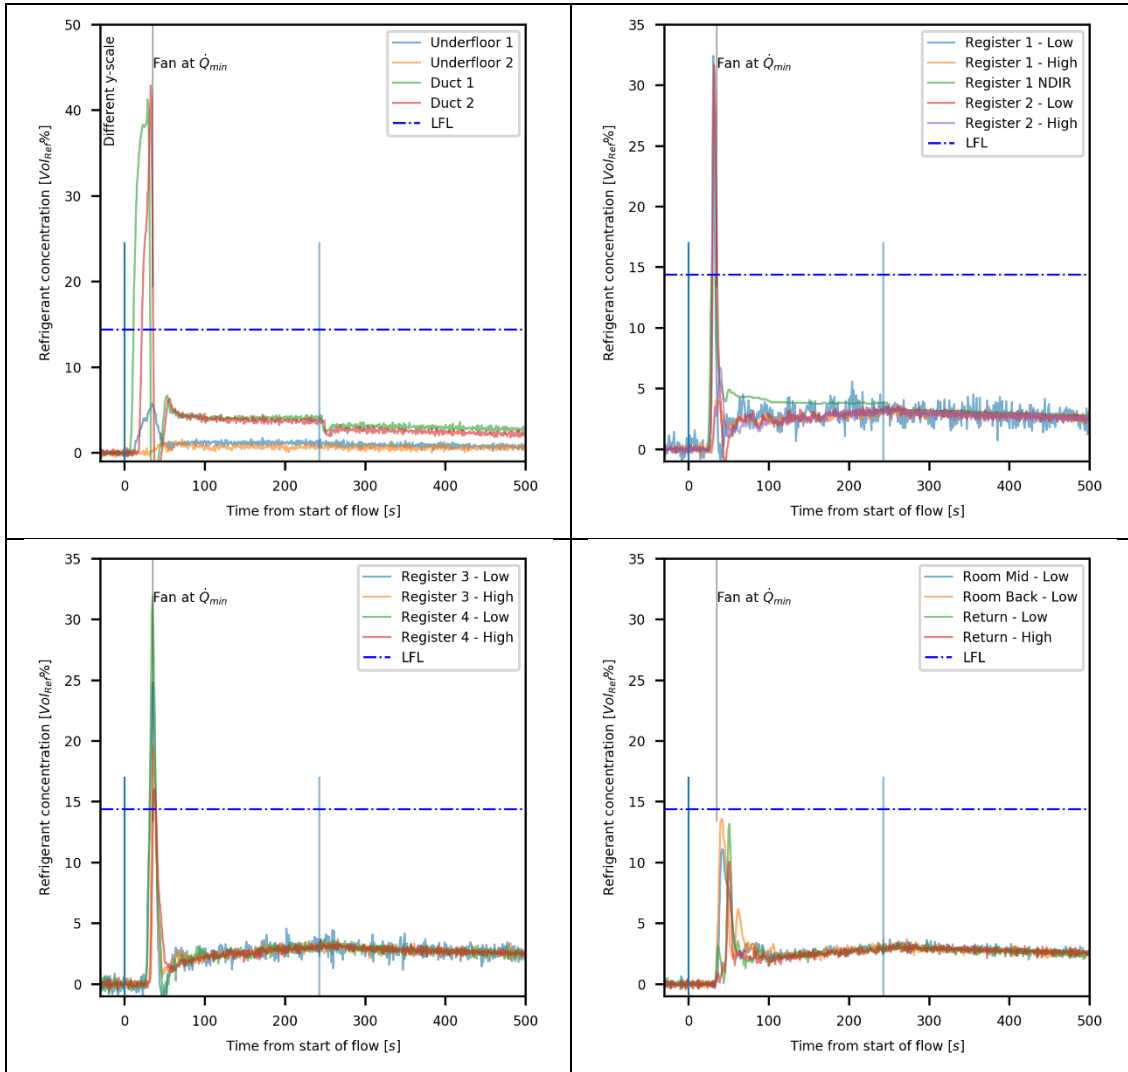 Different y-scale
Fan at Q̇min
Underfloor 1
Underfloor 2
Duct 1
Duct 2
LFL
Refrigerant concentration [VolRef%]
50
40
30
20
10
0
0 100 200 300 400 500
Time from start of flow [s]
Fan at Q̇min
Register 1 - Low
Register 1 - High
Register 1 NDIR
Register 2 - Low
Register 2 - High
LFL
Refrigerant concentration [VolRef%]
35
30
25
20
15
10
5
0
0 100 200 300 400 500
Time from start of flow [s]
Fan at Q̇min
Register 3 - Low
Register 3 - High
Register 4 - Low
Register 4 - High
LFL
Refrigerant concentration [VolRef%]
35
30
25
20
15
10
5
0
0 100 200 300 400 500
Time from start of flow [s]
Fan at Q̇min
Room Mid - Low
Room Back - Low
Return - Low
Return - High
LFL
Refrigerant concentration [VolRef%]
35
30
25
20
15
10
5
0
0 100 200 300 400 500
Time from start of flow [s]